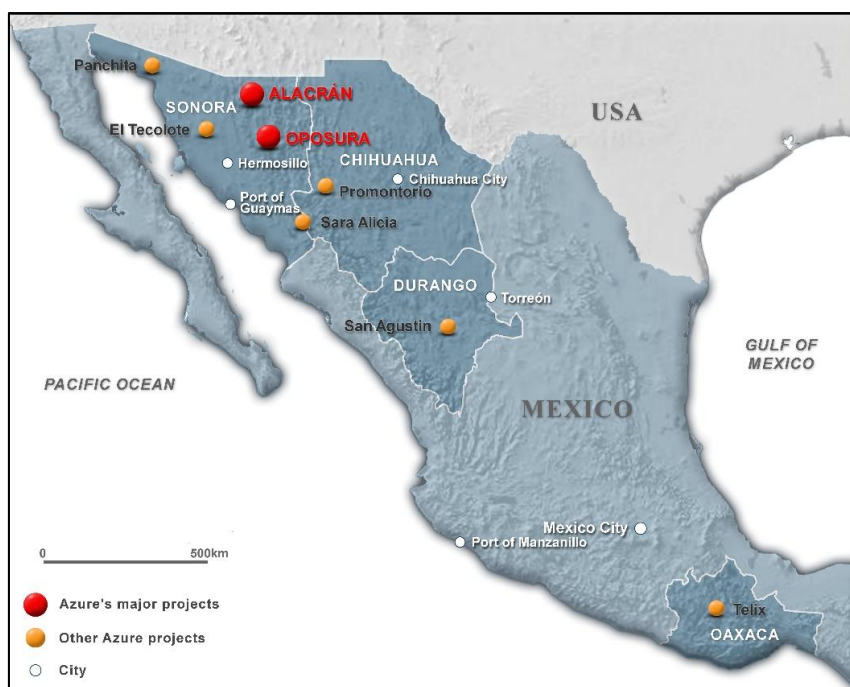 Panchita
ALACRÁN
SONORA
USA
El Tecolote
OPOSURA
CHIHUAHUA
Hermosillo
Chihuahua City
Promontorio
Port of
Guaymas
Sara Alicia
DURANGO
Torreón
San Agustin
GULF OF
MEXICO
PACIFIC OCEAN
MEXICO
Mexico City
Port of Manzanillo
0
500km
Azure's major projects
Telix
Other Azure projects
OAXACA
City